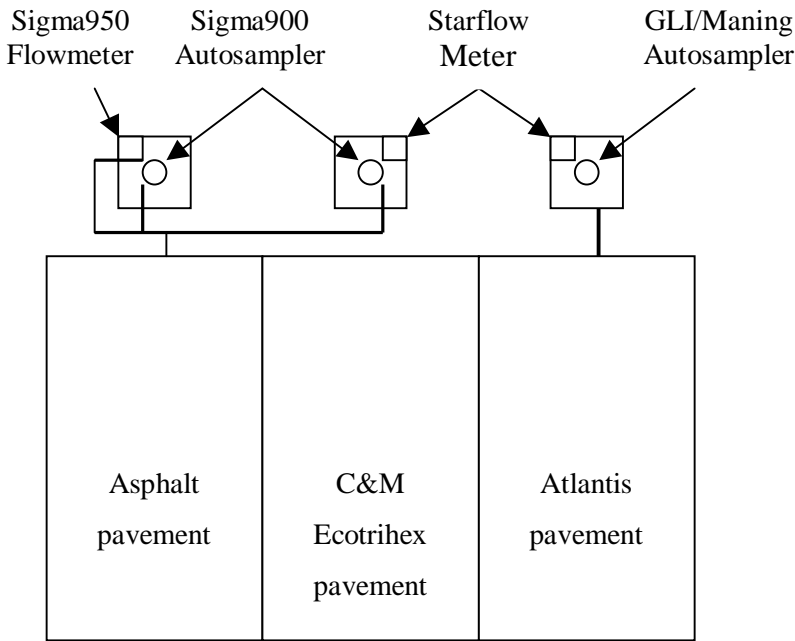 Sigma950
Flowmeter
Sigma900
Autosampler
Starflow
Meter
GLI/Maning
Autosampler
Asphalt
pavement
C&M
Ecotrihex
pavement
Atlantis
pavement